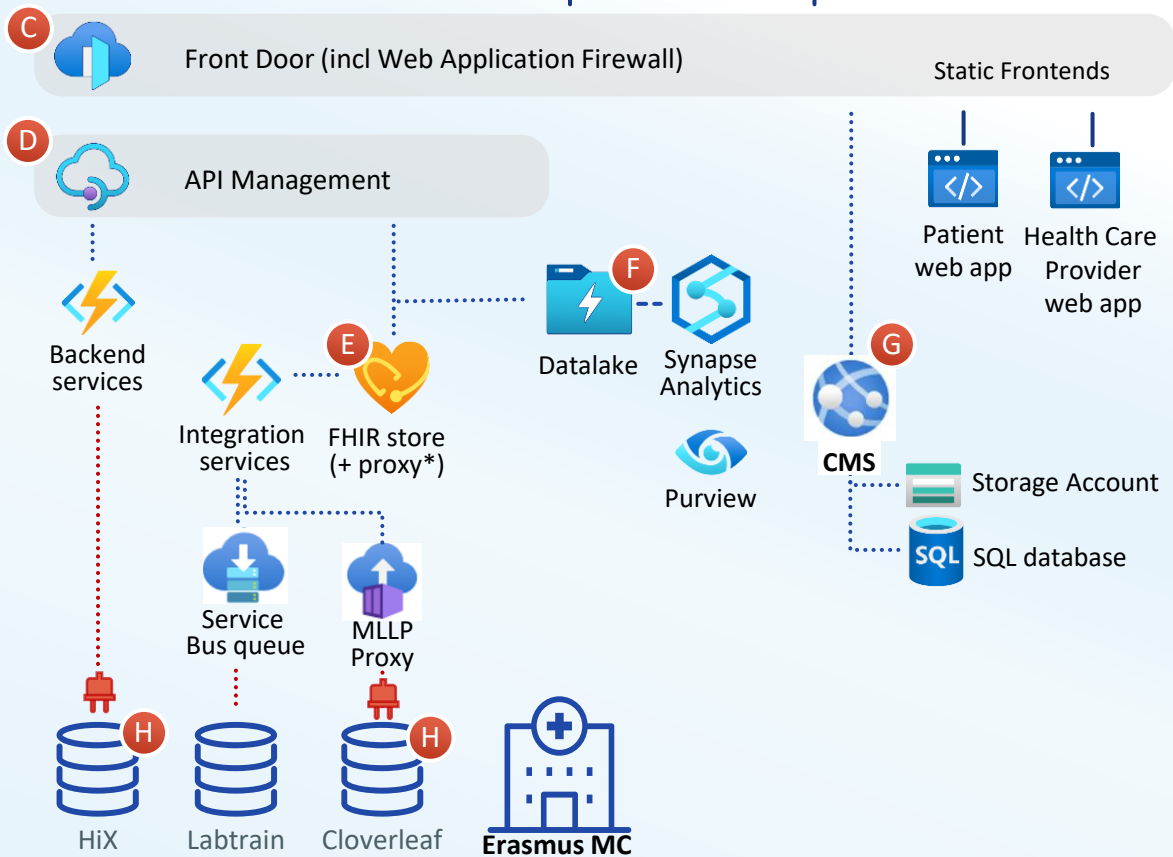 C
Front Door (incl Web Application Firewall)
Static Frontends
D
API Management
Patient
web app
Health Care
Provider
web app
Backend
services
Integration
services
E
FHIR store
(+ proxy*)
F
Datalake
Synapse
Analytics
Purview
G
CMS
Storage Account
SQL
SQL database
Service
Bus queue
MLLP
Proxy
H
H
HiX
Labtrain
Cloverleaf
Erasmus MC